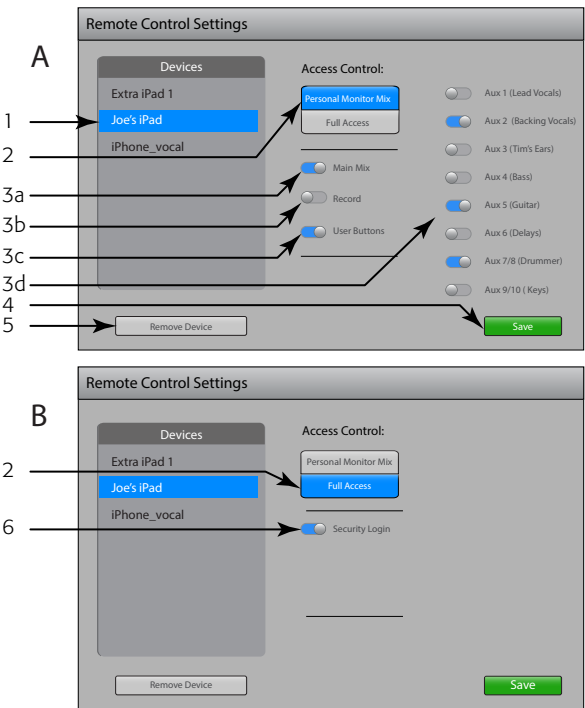 Remote Control Settings
A
Devices
Extra iPad 1
Joe's iPad
iPhone_vocal
Access Control:
Personal Monitor Mix
Full Access
Main Mix
Record
User Buttons
Aux 1 (Lead Vocals)
Aux 2 (Backing Vocals)
Aux 3 (Tim's Ears)
Aux 4 (Bass)
Aux 5 (Guitar)
Aux 6 (Delays)
Aux 7/8 (Drummer)
Aux 9/10 ( Keys)
1
2
3a
3b
3c
3d
4
5
Remove Device
Save
Remote Control Settings
B
Devices
Extra iPad 1
Joe's iPad
iPhone_vocal
Access Control:
Personal Monitor Mix
Full Access
Security Login
2
6
Remove Device
Save